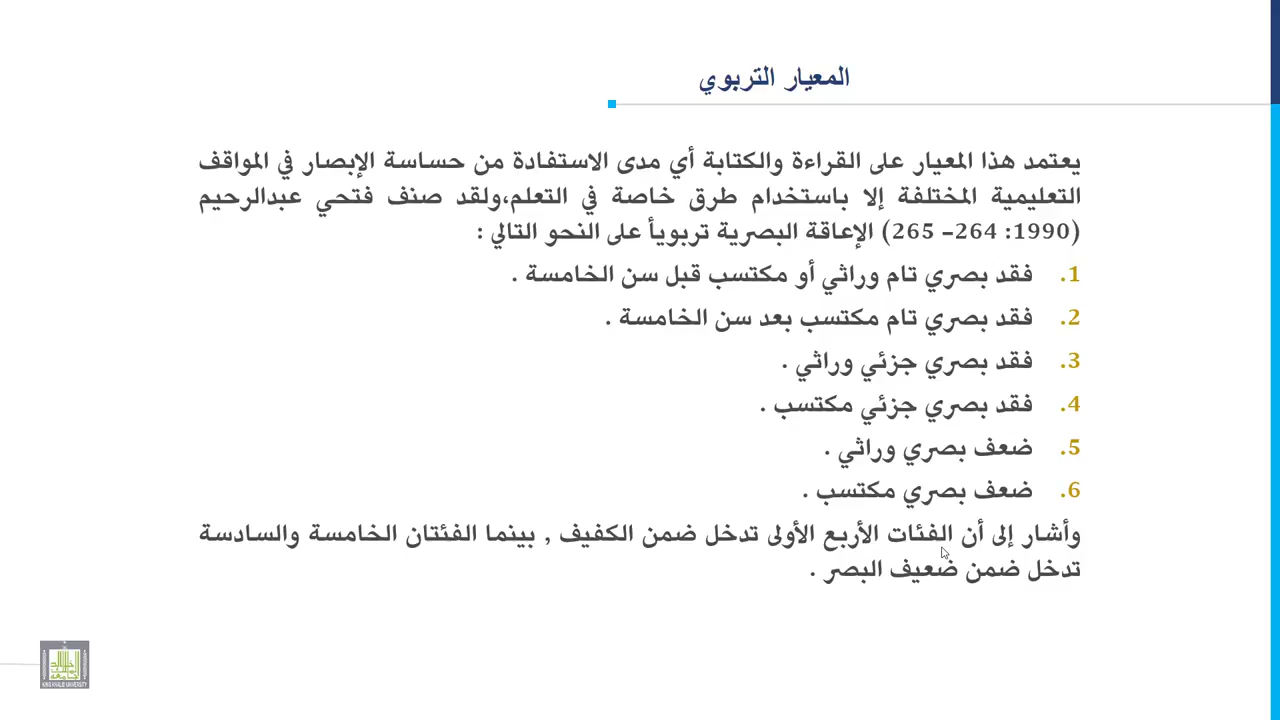 المعيار التربوي
يعتمد هذا المعيار على القراءة والكتابة أي مدى الاستفادة من حساسة الإبصار في المواقف
التعليمية المختلفة إلا باستخدام طرق خاصة في التعلم،ولقد صنف فتحي عبدالرحيم
(1990: 264– 265) الإعاقة البصرية تربويأ على النحو التالي :
1. فقد بصري تام وراثي أو مكتسب قبل سن الخامسة .
2. فقد بصري تام مكتسب بعد سن الخامسة .
3. فقد بصري جزئي وراثي .
4. فقد بصري جزئي مكتسب .
5. ضعف بصري وراثي .
6. ضعف بصري مكتسب .
وأشار إلى أن الفئات الأربع الأولى تدخل ضمن الكفيف , بينما الفئتان الخامسة والسادسة
تدخل ضمن ضعيف البصر .
KING KHALID UNIVERSITY